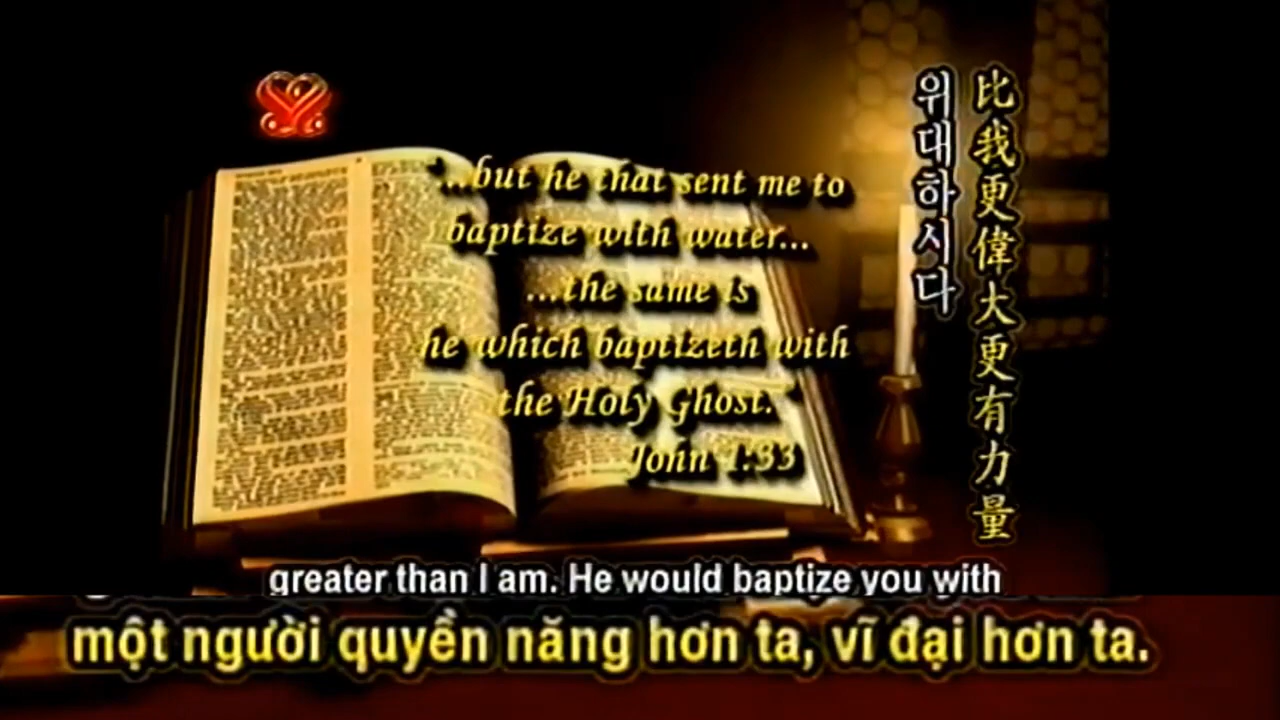 "...but he that sent me to
baptize with water...
...the same is
he which baptizeth with
the Holy Ghost."
John 1:33
比我更偉大更有力量
위대하시다
greater than I am. He would baptize you with
một người quyền năng hơn ta, vĩ đại hơn ta.